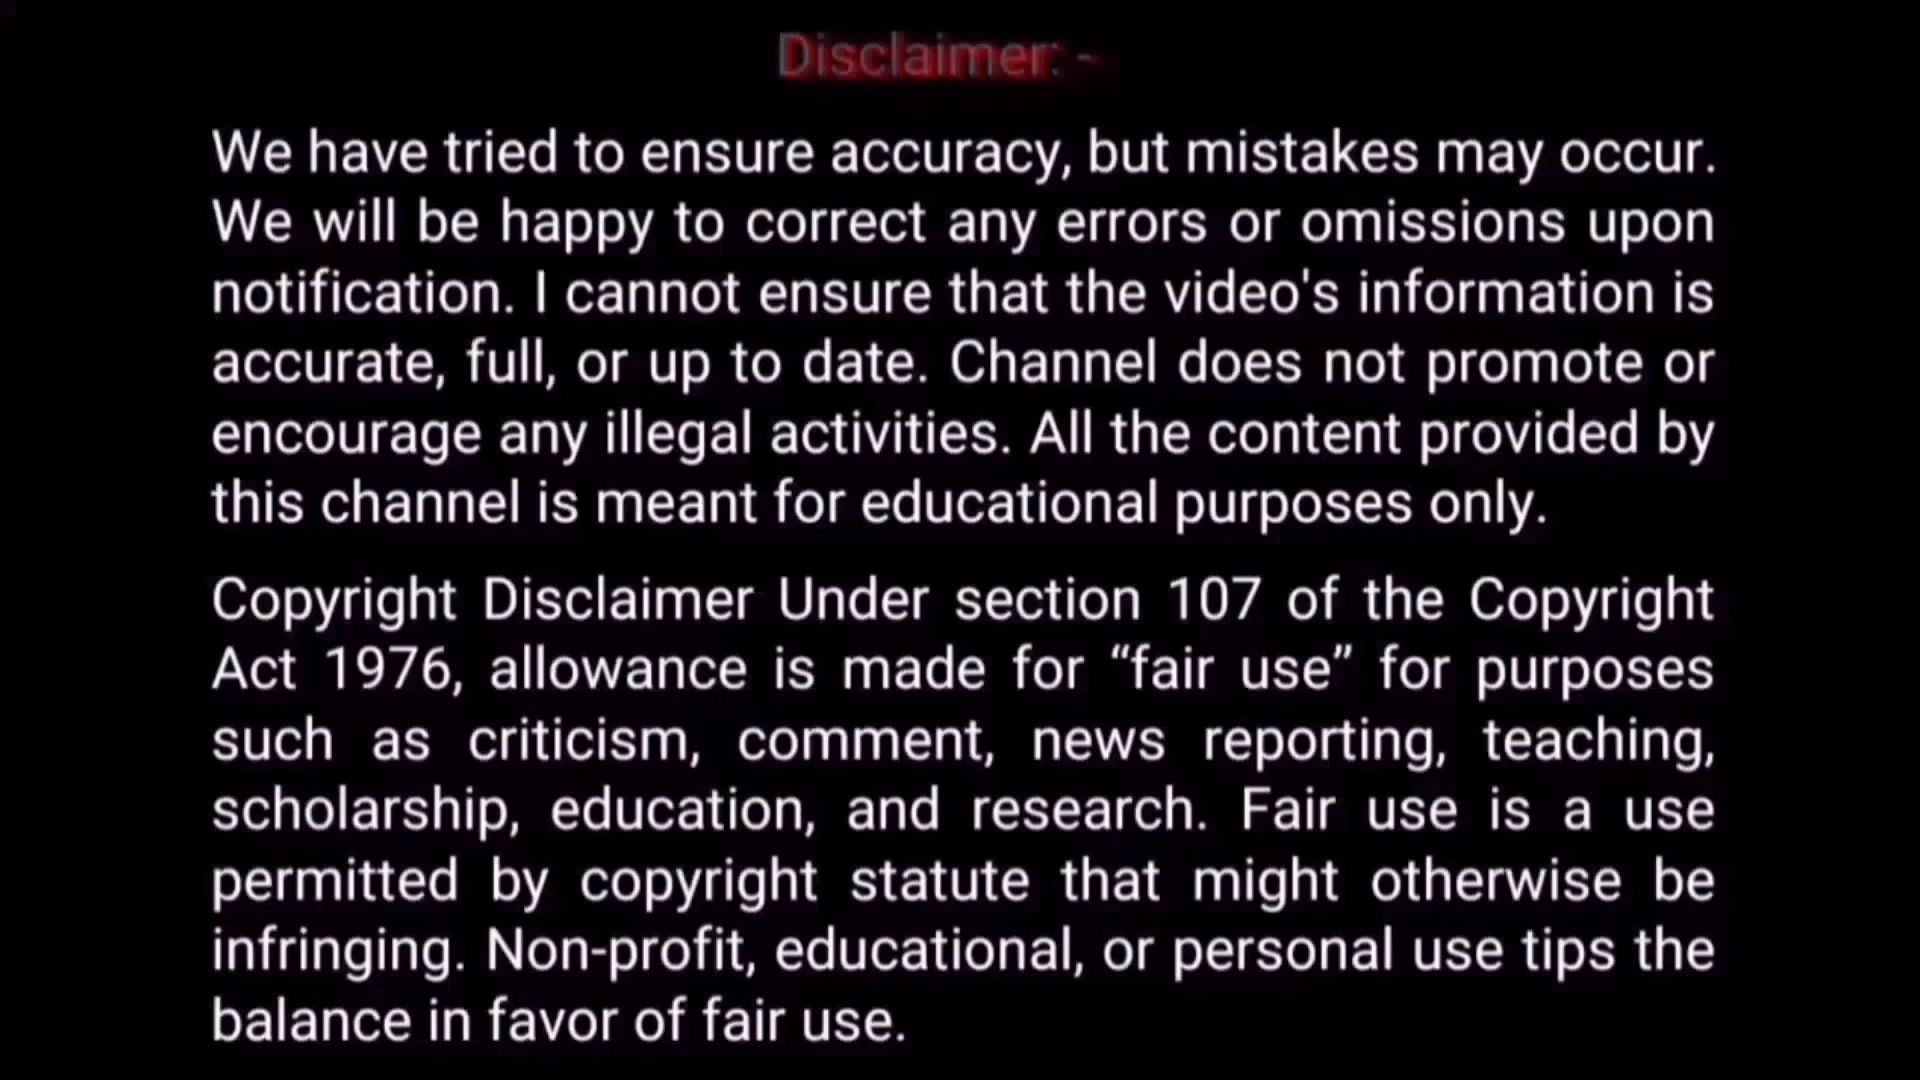 Disclaimer: -
We have tried to ensure accuracy, but mistakes may occur.
We will be happy to correct any errors or omissions upon
notification. I cannot ensure that the video's information is
accurate, full, or up to date. Channel does not promote or
encourage any illegal activities. All the content provided by
this channel is meant for educational purposes only.
Copyright Disclaimer Under section 107 of the Copyright
Act 1976, allowance is made for “fair use” for purposes
such as criticism, comment, news reporting, teaching,
scholarship, education, and research. Fair use is a use
permitted by copyright statute that might otherwise be
infringing. Non-profit, educational, or personal use tips the
balance in favor of fair use.